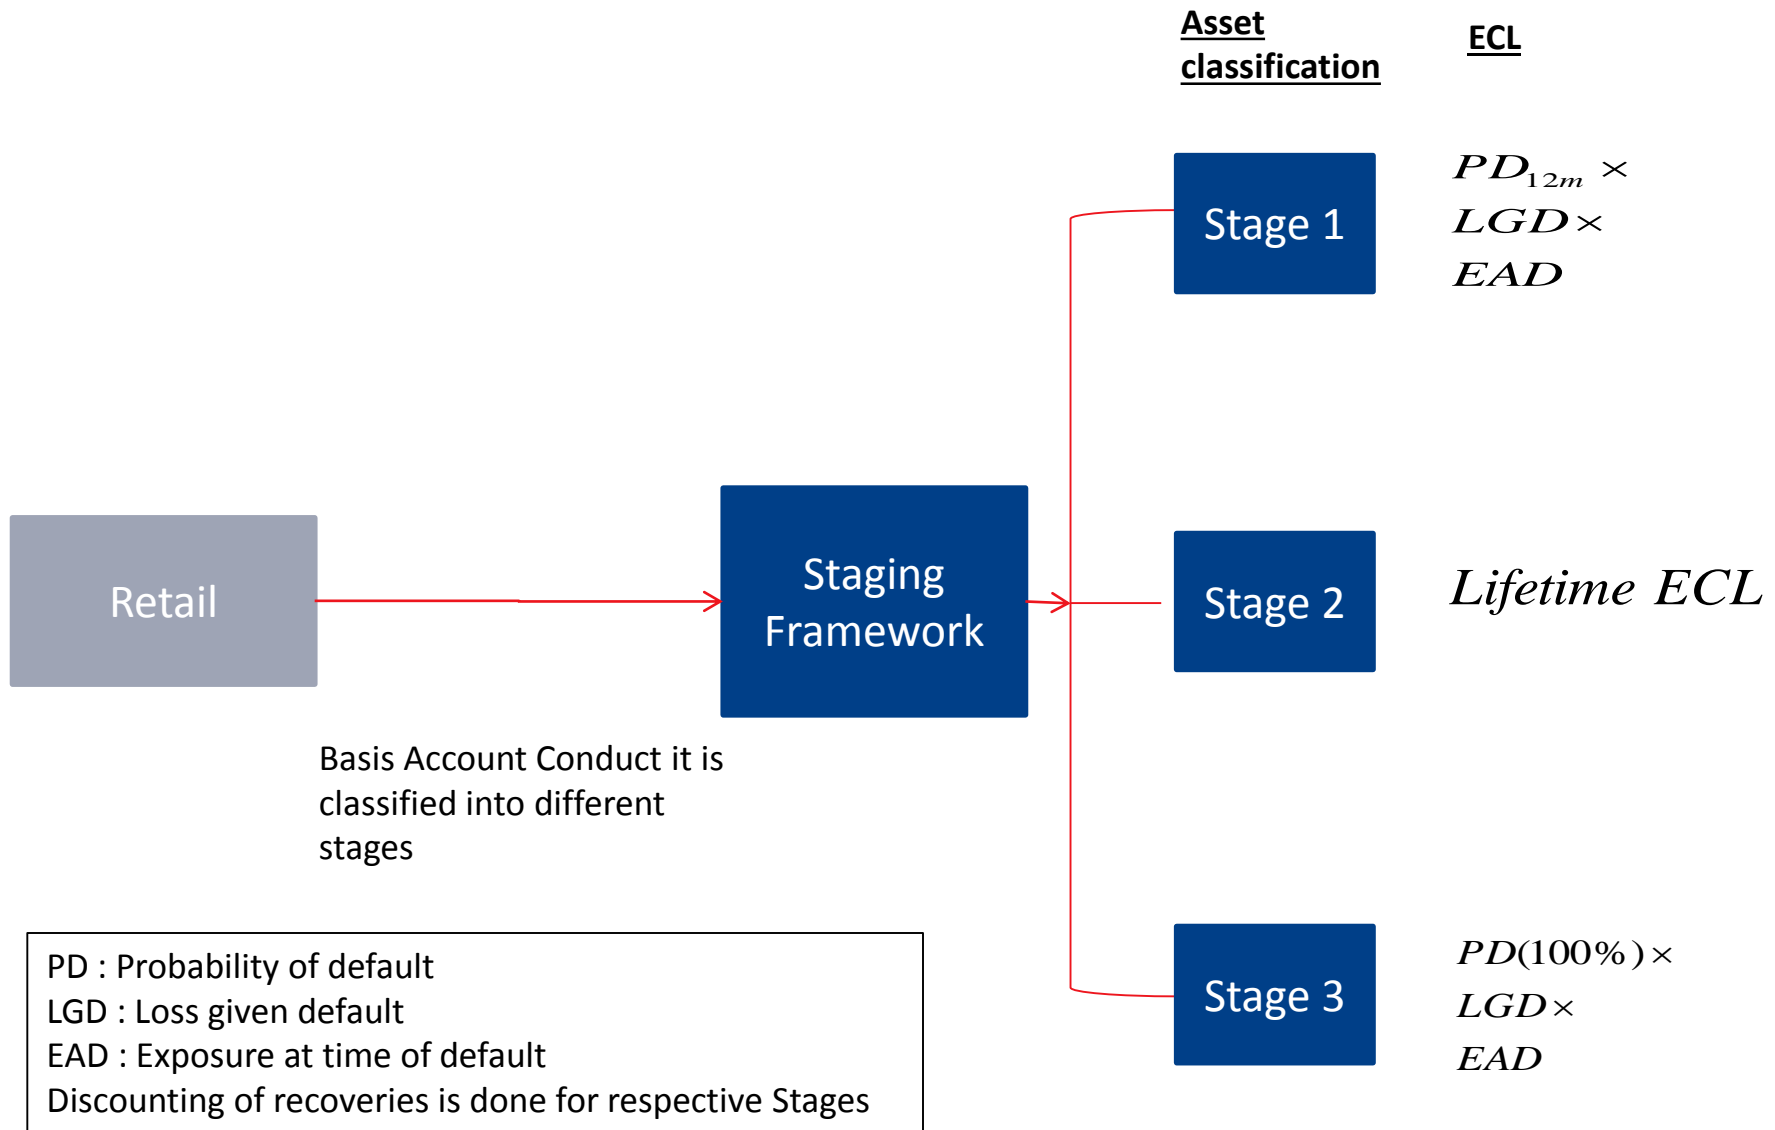 Asset
classification
ECL
Stage 1
PD12m ×
LGD×
EAD
Retail
Staging
Framework
Stage 2
Lifetime ECL
Basis Account Conduct it is
classified into different
stages
Stage 3
PD(100%)×
LGD×
EAD
PD : Probability of default
LGD : Loss given default
EAD : Exposure at time of default
Discounting of recoveries is done for respective Stages